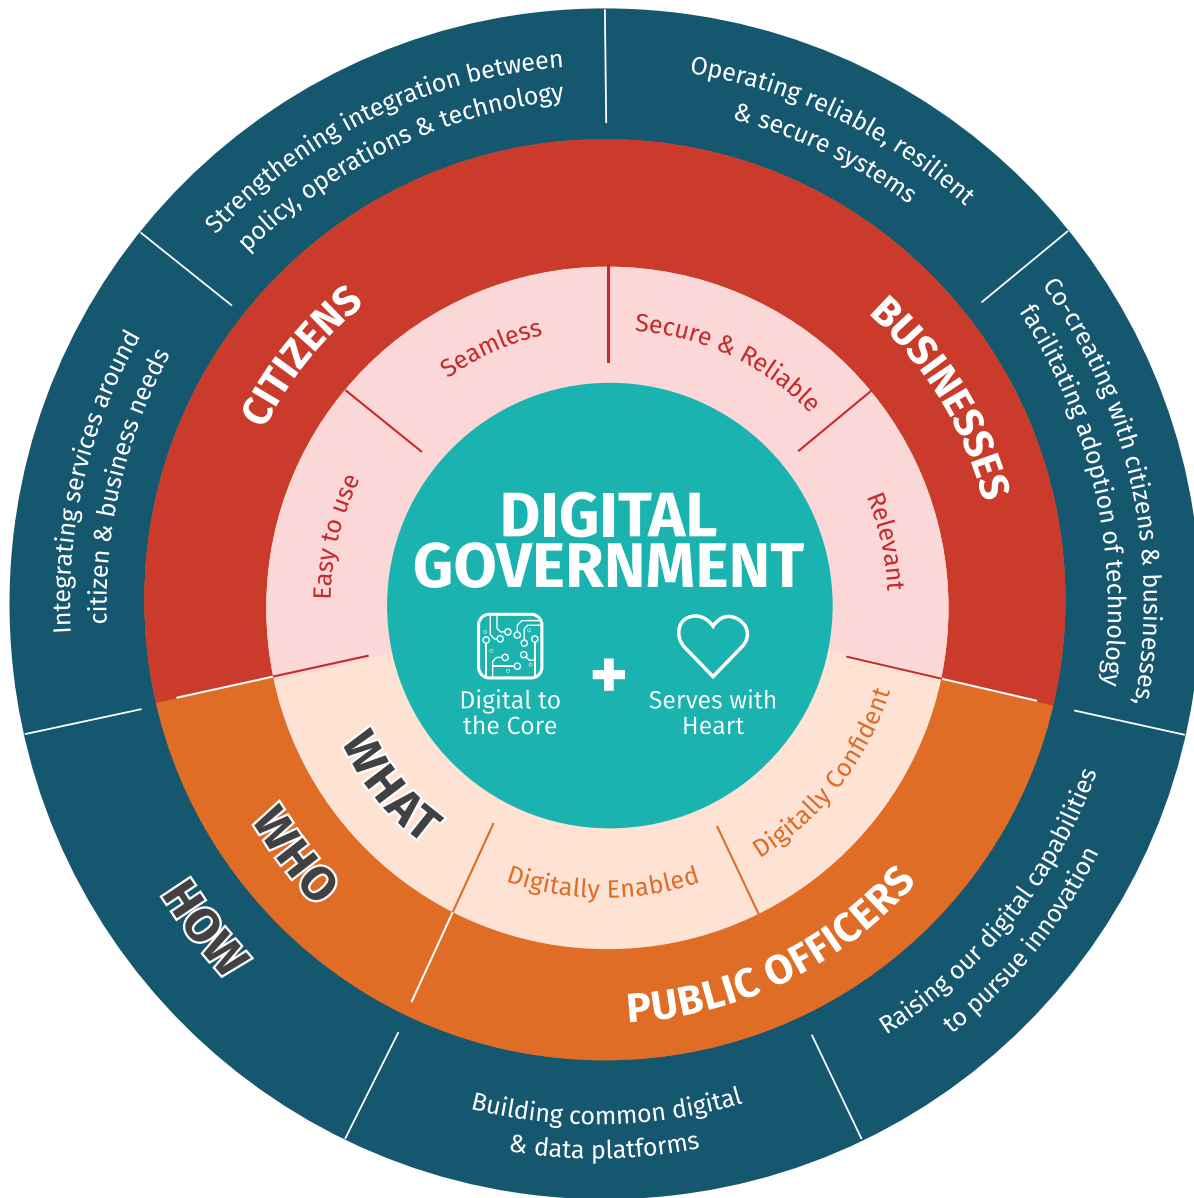 Strengthening integration between
policy, operations & technology
Operating reliable, resilient
& secure systems
Co-creating with citizens & businesses,
facilitating adoption of technology
Raising our digital capabilities
to pursue innovation
Building common digital
& data platforms
HOW
Integrating services around
citizen & business needs
CITIZENS
BUSINESSES
PUBLIC OFFICERS
WHO
Seamless
Secure & Reliable
Relevant
Digitally Confident
Digitally Enabled
WHAT
Easy to use
DIGITAL
GOVERNMENT
Digital to
the Core
Serves with
Heart